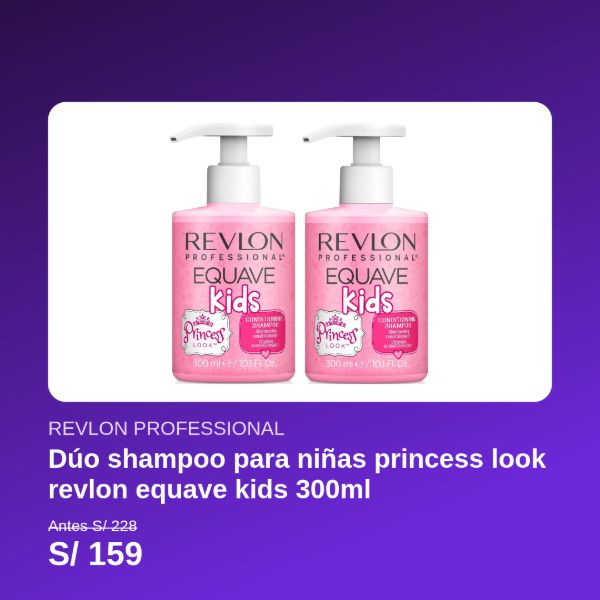 REVLON REVLON
PROFESSIONAL® PROFESSIONAL®
EQUAVE EQUAVE
kids kids
Princess CONDITIONING SHAMPOO Princess CONDITIONING SHAMPOO
LOOK™ LOOK™
300 ml ℮ / 10.1 Fl. Oz. 300 ml ℮ / 10.1 Fl. Oz.
REVLON PROFESSIONAL
Dúo shampoo para niñas princess look
revlon equave kids 300ml
Antes S/ 228
S/ 159